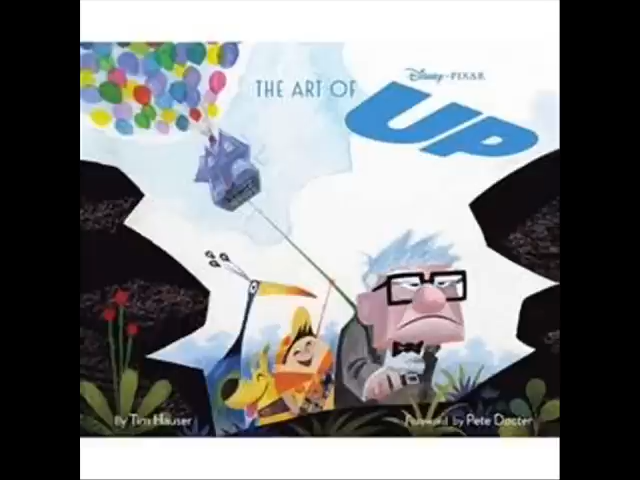 Disney · PIXAR
THE ART OF
UP
By Tim Hauser
Foreword by Pete Docter